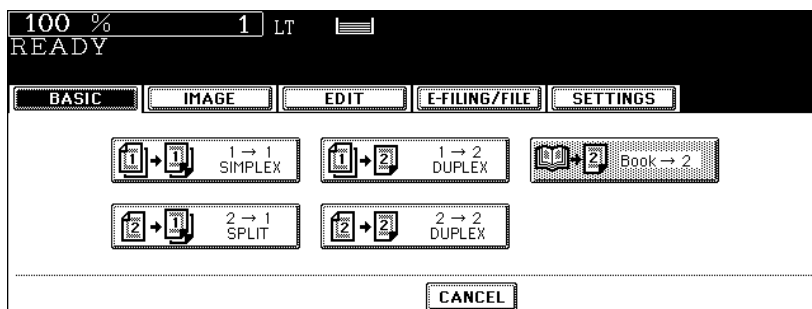 100 % 1 LT
READY
BASIC IMAGE EDIT E-FILING/FILE SETTINGS
1 → 1
SIMPLEX
1 → 2
DUPLEX
Book → 2
2 → 1
SPLIT
2 → 2
DUPLEX
CANCEL